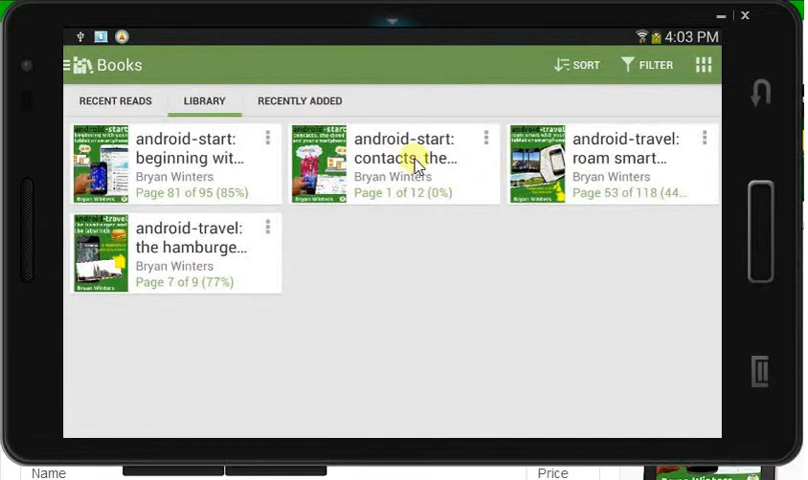 4:03 PM
Books
SORT
FILTER
RECENT READS
LIBRARY
RECENTLY ADDED
android-start:
beginning wit...
Bryan Winters
Page 81 of 95 (85%)
android-start:
contacts, the...
Bryan Winters
Page 1 of 12 (0%)
android-travel:
roam smart...
Bryan Winters
Page 53 of 118 (44...
android-travel:
the hamburge...
Bryan Winters
Page 7 of 9 (77%)
Name
Price
Bryan Winters